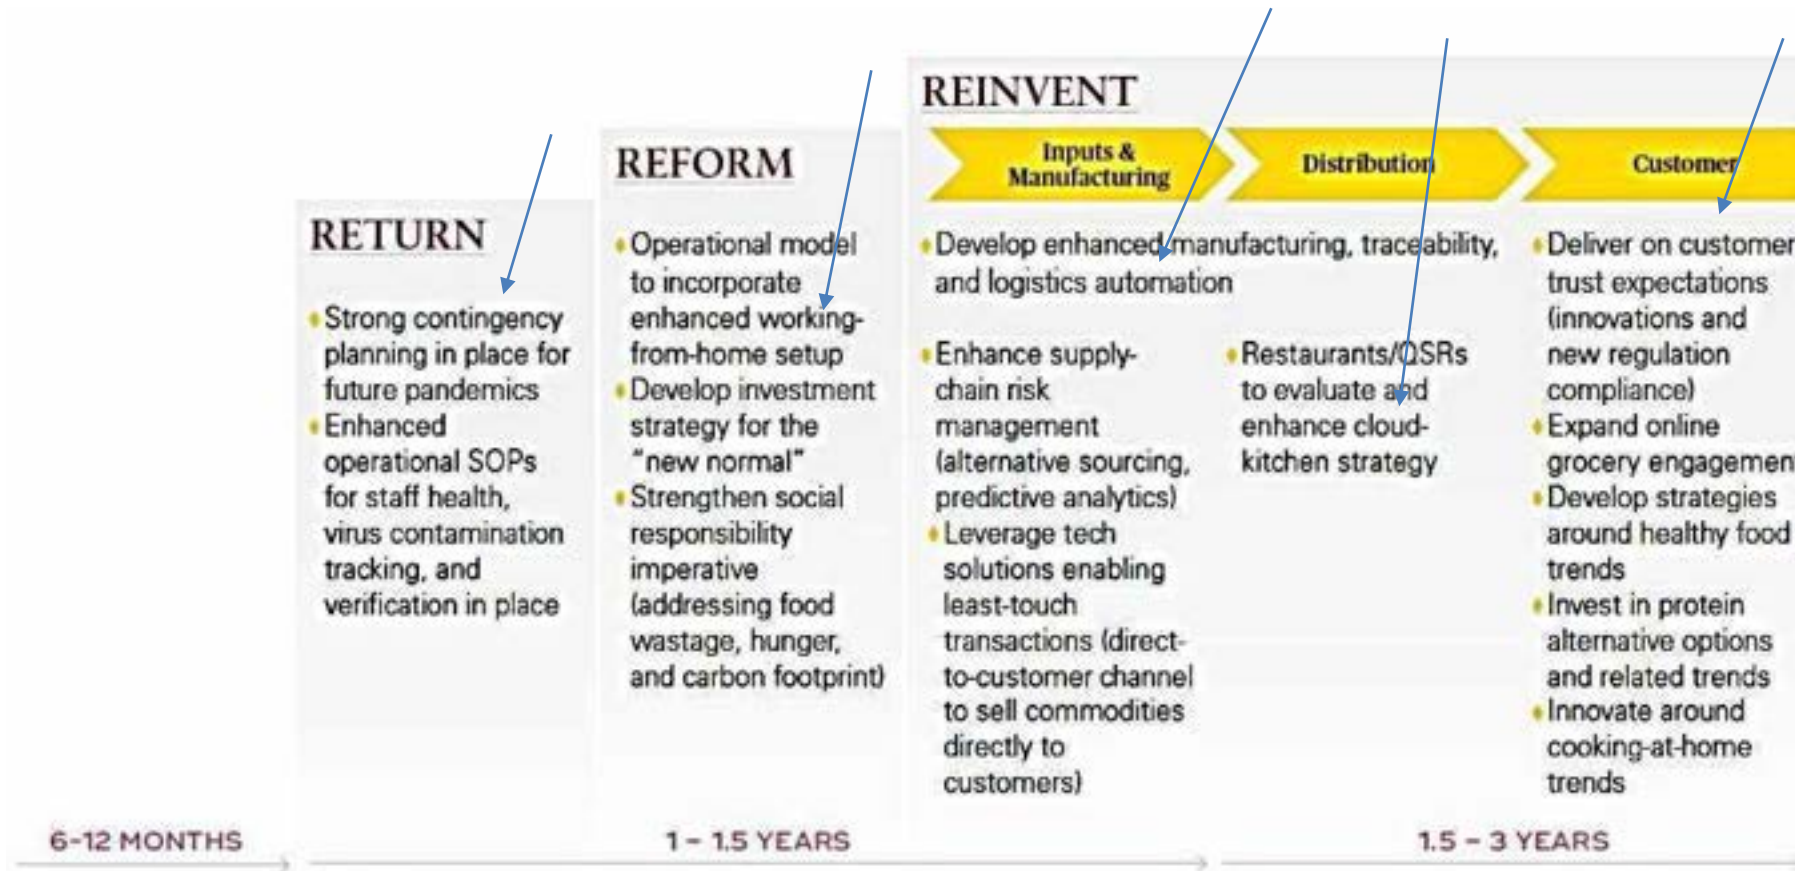 RETURN
• Strong contingency
planning in place for
future pandemics
• Enhanced
operational SOPs
for staff health,
virus contamination
tracking, and
verification in place
REFORM
• Operational model
to incorporate
enhanced working-
from-home setup
• Develop investment
strategy for the
“new normal”
• Strengthen social
responsibility
imperative
(addressing food
wastage, hunger,
and carbon footprint)
REINVENT
Inputs &
Manufacturing
Distribution
Customer
• Develop enhanced manufacturing, traceability,
and logistics automation
• Enhance supply-
chain risk
management
(alternative sourcing,
predictive analytics)
• Leverage tech
solutions enabling
least-touch
transactions (direct-
to-customer channel
to sell commodities
directly to
customers)
• Restaurants/QSRs
to evaluate and
enhance cloud-
kitchen strategy
• Deliver on customer
trust expectations
(innovations and
new regulation
compliance)
• Expand online
grocery engagement
• Develop strategies
around healthy food
trends
• Invest in protein
alternative options
and related trends
• Innovate around
cooking-at-home
trends
6–12 MONTHS
1 – 1.5 YEARS
1.5 – 3 YEARS